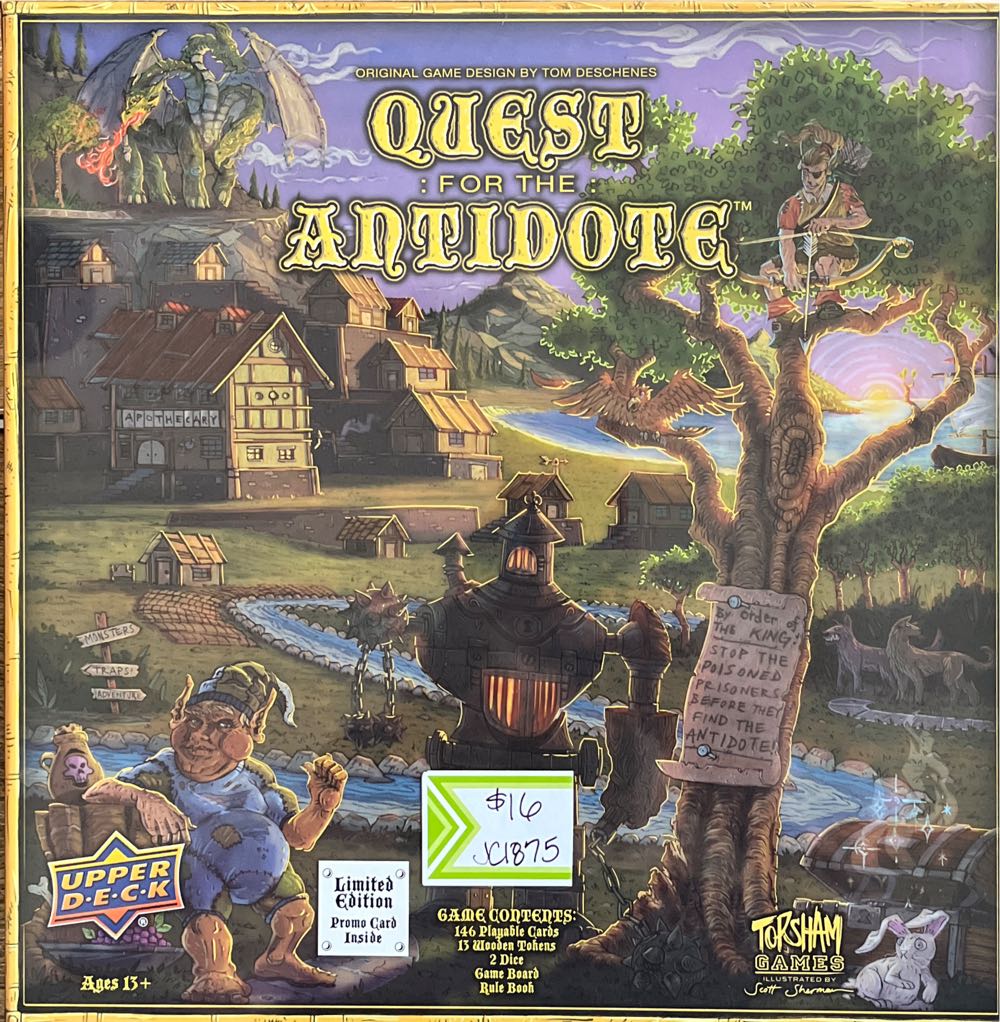 ORIGINAL GAME DESIGN BY TOM DESCHENES
QUEST
: FOR THE :
ANTIDOTE™
APOTHECARY
MONSTERS
TRAPS!
ADVENTURE
By order of
THE KING:
STOP THE
POISONED
PRISONERS
BEFORE THEY
FIND THE
ANTIDOTE!
$16
JC1875
UPPER
D·E·C·K
®
Limited
Edition
Promo Card
Inside
GAME CONTENTS:
146 Playable Cards
13 Wooden Tokens
2 Dice
Game Board
Rule Book
TORSHAM
GAMES
ILLUSTRATED BY
Scott Sherman
Ages 13+